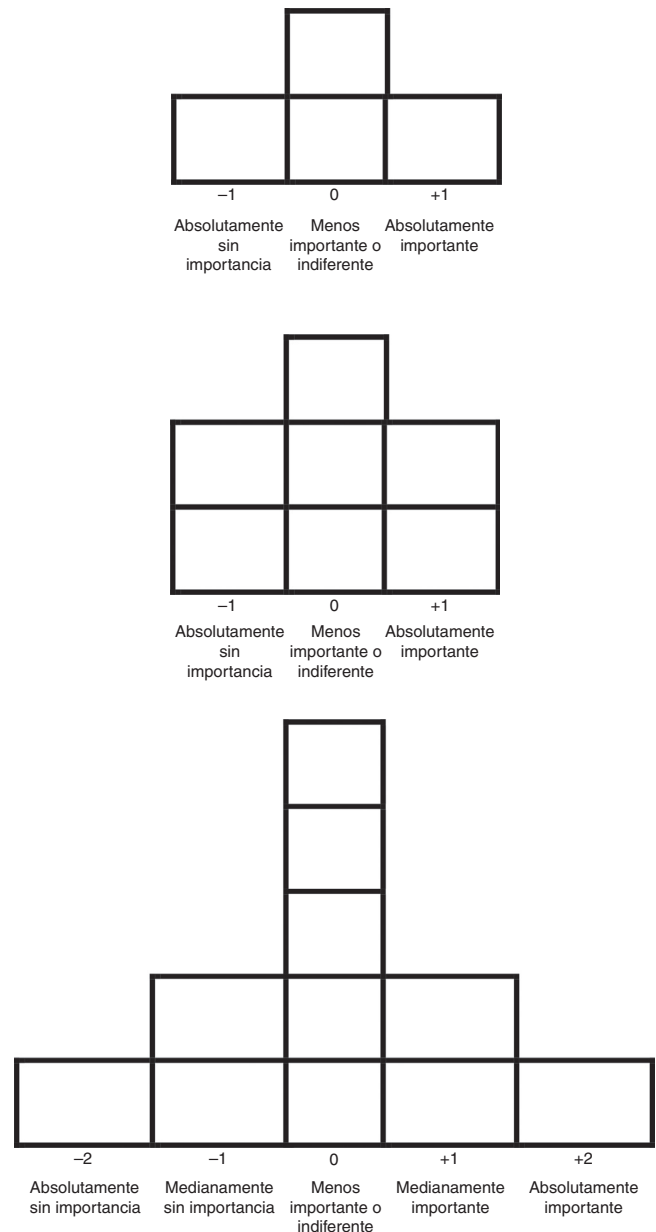 –1 0 +1
Absolutamente Menos Absolutamente
sin importante o importante
importancia indiferente
–1 0 +1
Absolutamente Menos Absolutamente
sin importante o importante
importancia indiferente
–2 –1 0 +1 +2
Absolutamente Medianamente Menos Medianamente Absolutamente
sin importancia sin importancia importante o importante importante
indiferente